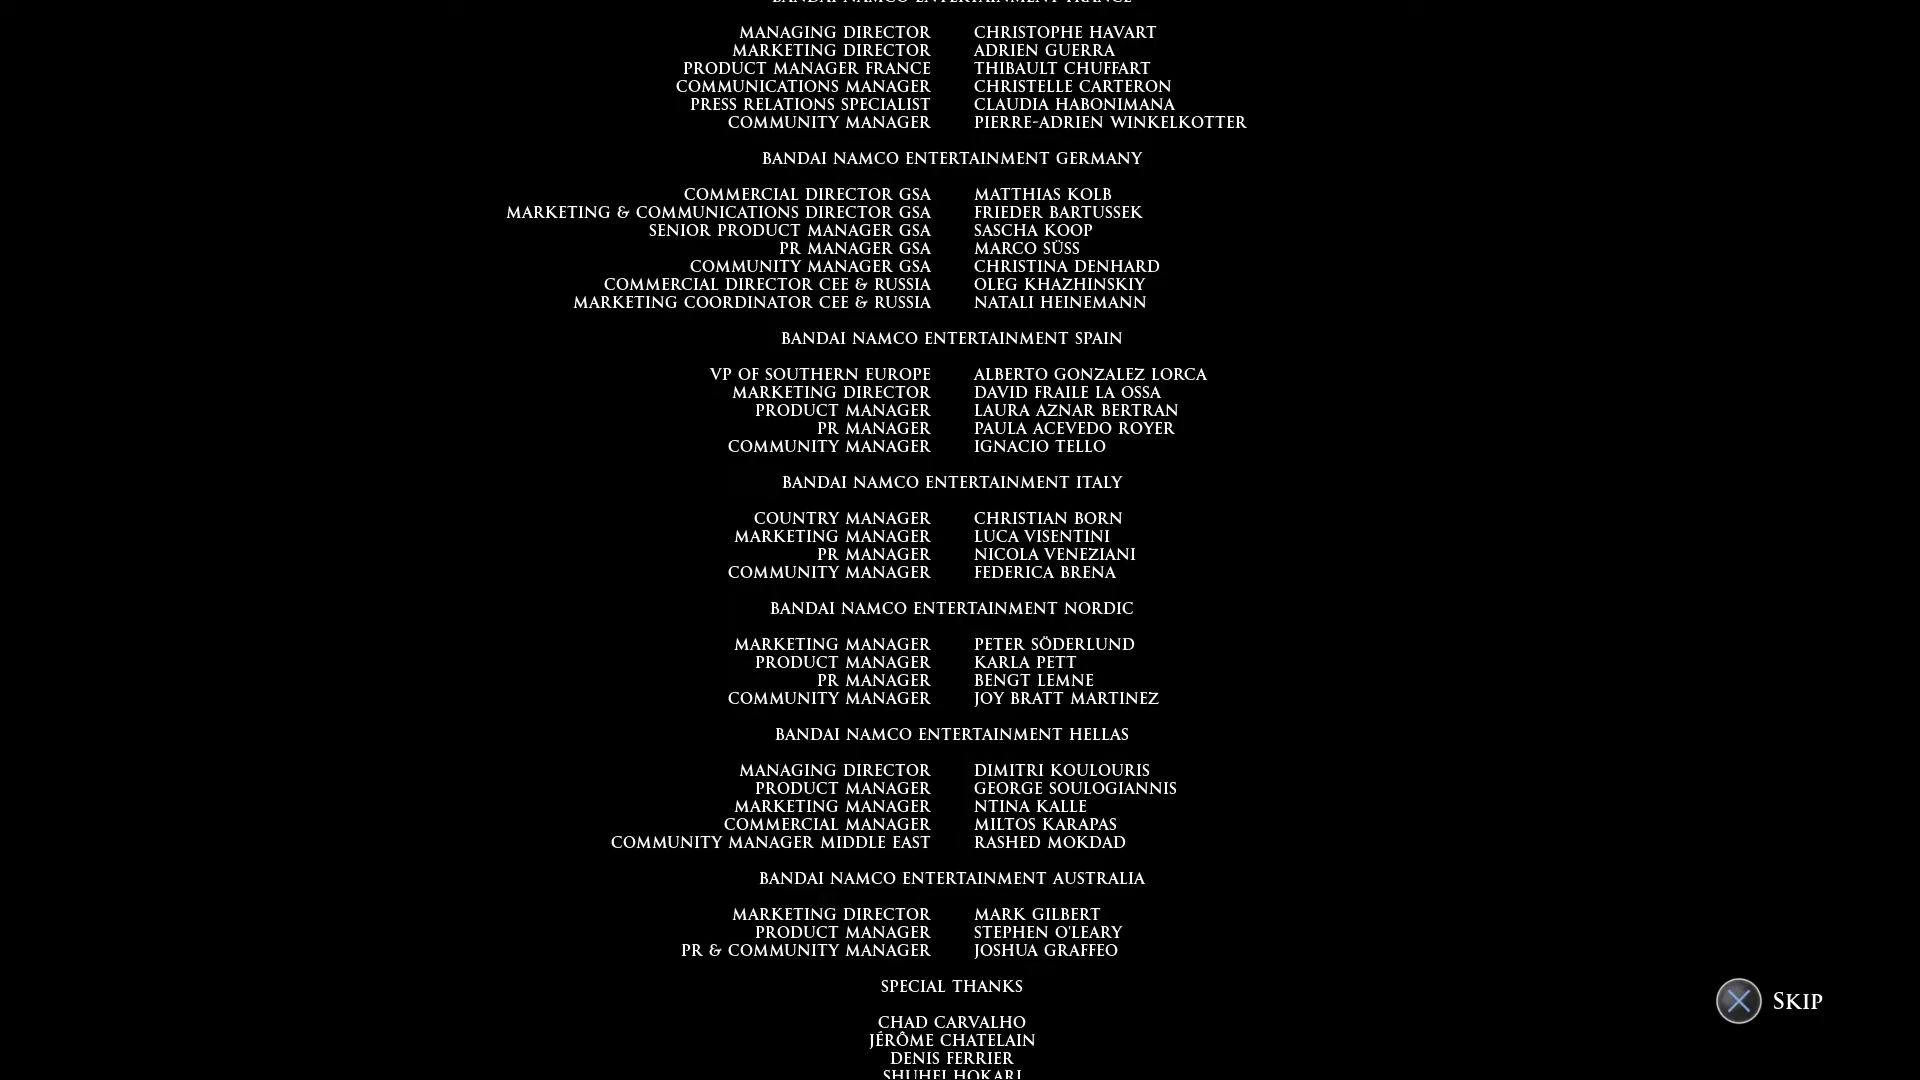 BANDAI NAMCO ENTERTAINMENT FRANCE
MANAGING DIRECTOR CHRISTOPHE HAVART
MARKETING DIRECTOR ADRIEN GUERRA
PRODUCT MANAGER FRANCE THIBAULT CHUFFART
COMMUNICATIONS MANAGER CHRISTELLE CARTERON
PRESS RELATIONS SPECIALIST CLAUDIA HABONIMANA
COMMUNITY MANAGER PIERRE-ADRIEN WINKELKOTTER
BANDAI NAMCO ENTERTAINMENT GERMANY
COMMERCIAL DIRECTOR GSA MATTHIAS KOLB
MARKETING & COMMUNICATIONS DIRECTOR GSA FRIEDER BARTUSSEK
SENIOR PRODUCT MANAGER GSA SASCHA KOOP
PR MANAGER GSA MARCO SÜSS
COMMUNITY MANAGER GSA CHRISTINA DENHARD
COMMERCIAL DIRECTOR CEE & RUSSIA OLEG KHAZHINSKIY
MARKETING COORDINATOR CEE & RUSSIA NATALI HEINEMANN
BANDAI NAMCO ENTERTAINMENT SPAIN
VP OF SOUTHERN EUROPE ALBERTO GONZALEZ LORCA
MARKETING DIRECTOR DAVID FRAILE LA OSSA
PRODUCT MANAGER LAURA AZNAR BERTRAN
PR MANAGER PAULA ACEVEDO ROYER
COMMUNITY MANAGER IGNACIO TELLO
BANDAI NAMCO ENTERTAINMENT ITALY
COUNTRY MANAGER CHRISTIAN BORN
MARKETING MANAGER LUCA VISENTINI
PR MANAGER NICOLA VENEZIANI
COMMUNITY MANAGER FEDERICA BRENA
BANDAI NAMCO ENTERTAINMENT NORDIC
MARKETING MANAGER PETER SÖDERLUND
PRODUCT MANAGER KARLA PETT
PR MANAGER BENGT LEMNE
COMMUNITY MANAGER JOY BRATT MARTINEZ
BANDAI NAMCO ENTERTAINMENT HELLAS
MANAGING DIRECTOR DIMITRI KOULOURIS
PRODUCT MANAGER GEORGE SOULOGIANNIS
MARKETING MANAGER NTINA KALLE
COMMERCIAL MANAGER MILTOS KARAPAS
COMMUNITY MANAGER MIDDLE EAST RASHED MOKDAD
BANDAI NAMCO ENTERTAINMENT AUSTRALIA
MARKETING DIRECTOR MARK GILBERT
PRODUCT MANAGER STEPHEN O'LEARY
PR & COMMUNITY MANAGER JOSHUA GRAFFEO
SPECIAL THANKS
CHAD CARVALHO
JÉRÔME CHATELAIN
DENIS FERRIER
SHUHEI HOKARI
SKIP